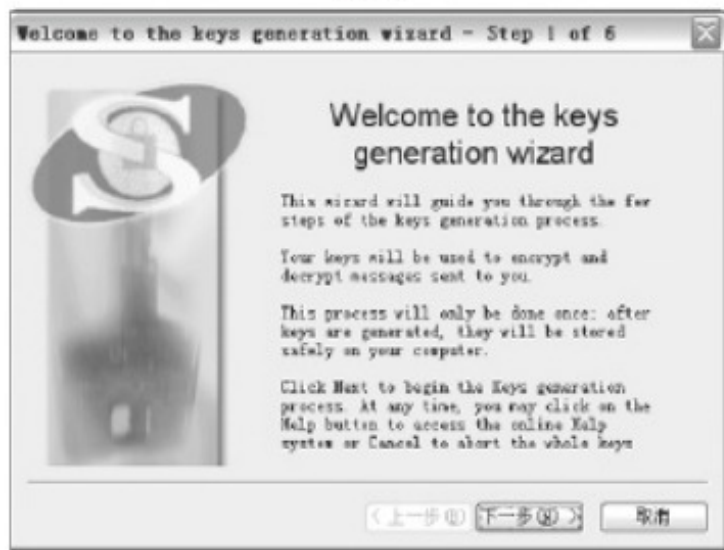 Welcome to the keys generation wizard - Step 1 of 6
Welcome to the keys
generation wizard
This wizard will guide you through the few
steps of the keys generation process.
Your keys will be used to encrypt and
decrypt messages sent to you.
This process will only be done once: after
keys are generated, they will be stored
safely on your computer.
Click Next to begin the Keys generation
process. At any time, you may click on the
Help button to access the online Help
system or Cancel to abort the whole keys
<上一步(B) 下一步(N) > 取消